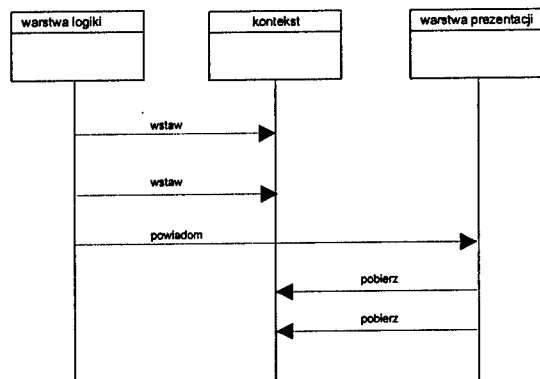 warstwa logiki
kontekst
warstwa prezentacji
wstaw
wstaw
powiadom
pobierz
pobierz